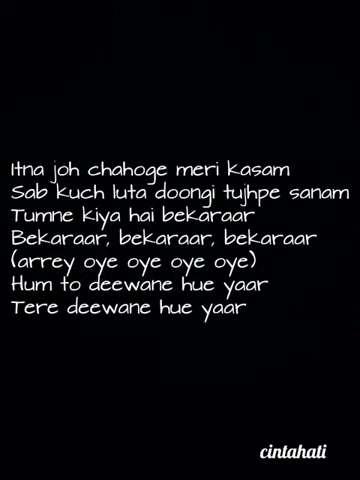 Itna joh chahoge meri kasam
Sab kuch luta doongi tujhpe sanam
Tumne kiya hai bekaraar
Bekaraar, bekaraar, bekaraar
(arrey oye oye oye oye)
Hum to deewane hue yaar
Tere deewane hue yaar
cintahati